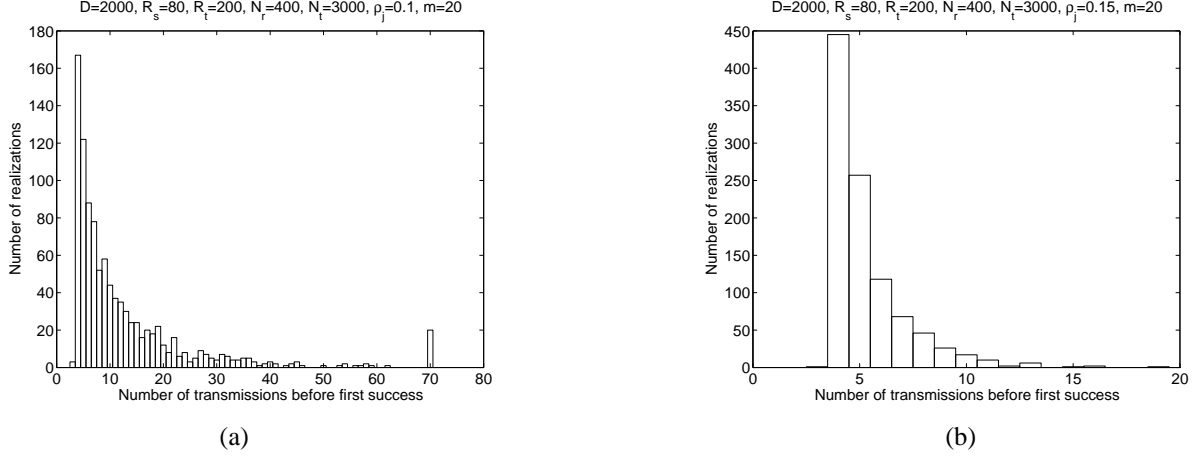 D=2000, R_s=80, R_t=200, N_r=400, N_t=3000, ρ_j=0.1, m=20
180
160
140
120
100
80
60
40
20
0
Number of realizations
0 10 20 30 40 50 60 70 80
Number of transmissions before first success
(a)
D=2000, R_s=80, R_t=200, N_r=400, N_t=3000, ρ_j=0.15, m=20
450
400
350
300
250
200
150
100
50
0
Number of realizations
0 5 10 15 20
Number of transmissions before first success
(b)